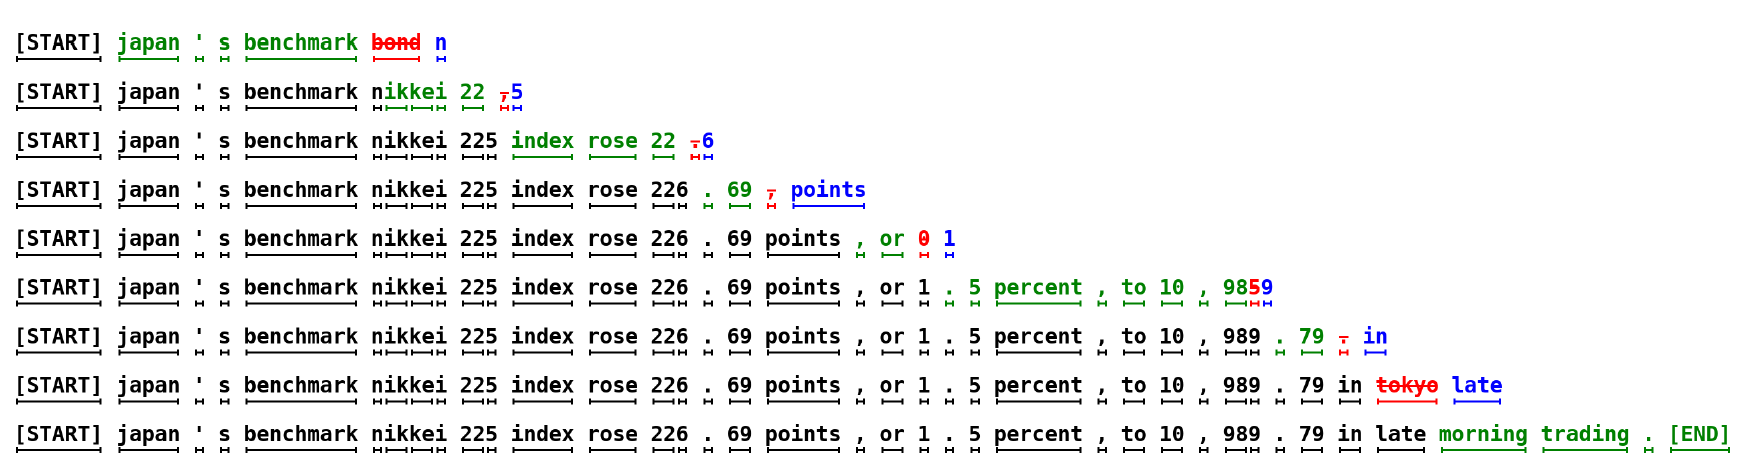 [START] japan ' s benchmark bond n
[START] japan ' s benchmark nikkei 22 ,5
[START] japan ' s benchmark nikkei 225 index rose 22 .6
[START] japan ' s benchmark nikkei 225 index rose 226 . 69 , points
[START] japan ' s benchmark nikkei 225 index rose 226 . 69 points , or 0 1
[START] japan ' s benchmark nikkei 225 index rose 226 . 69 points , or 1 . 5 percent , to 10 , 9859
[START] japan ' s benchmark nikkei 225 index rose 226 . 69 points , or 1 . 5 percent , to 10 , 989 . 79 . in
[START] japan ' s benchmark nikkei 225 index rose 226 . 69 points , or 1 . 5 percent , to 10 , 989 . 79 in tokyo late
[START] japan ' s benchmark nikkei 225 index rose 226 . 69 points , or 1 . 5 percent , to 10 , 989 . 79 in late morning trading . [END]